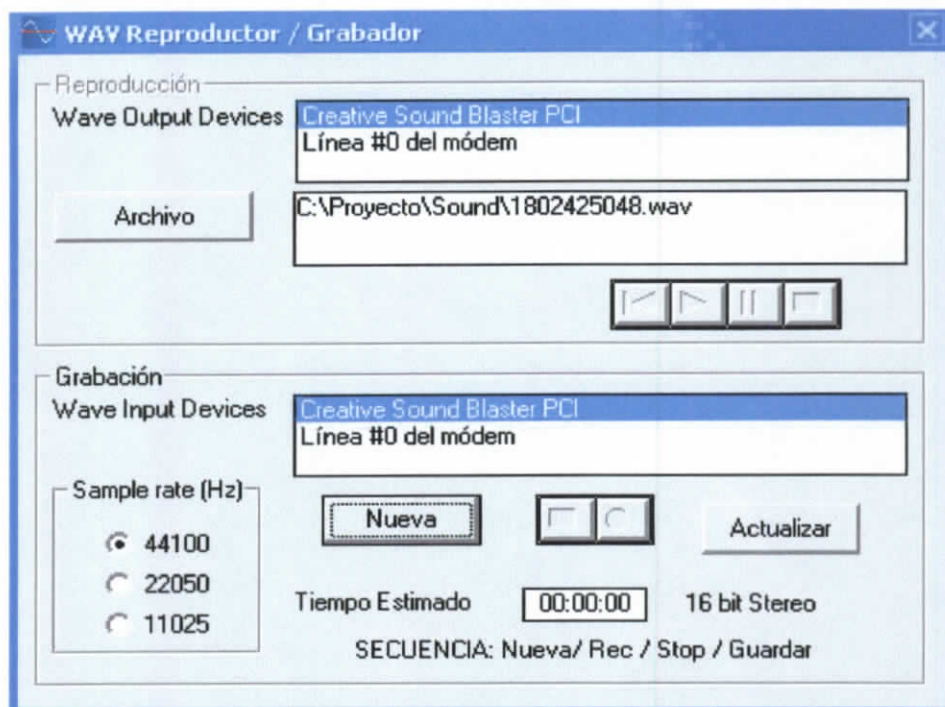 WAV Reproductor / Grabador
Reproducción
Wave Output Devices
Creative Sound Blaster PCI
Línea #0 del módem
Archivo
C:\Proyecto\Sound\1802425048.wav
Grabación
Wave Input Devices
Creative Sound Blaster PCI
Línea #0 del módem
Sample rate (Hz)
44100
22050
11025
Nueva
Actualizar
Tiempo Estimado 00:00:00 16 bit Stereo
SECUENCIA: Nueva/ Rec / Stop / Guardar